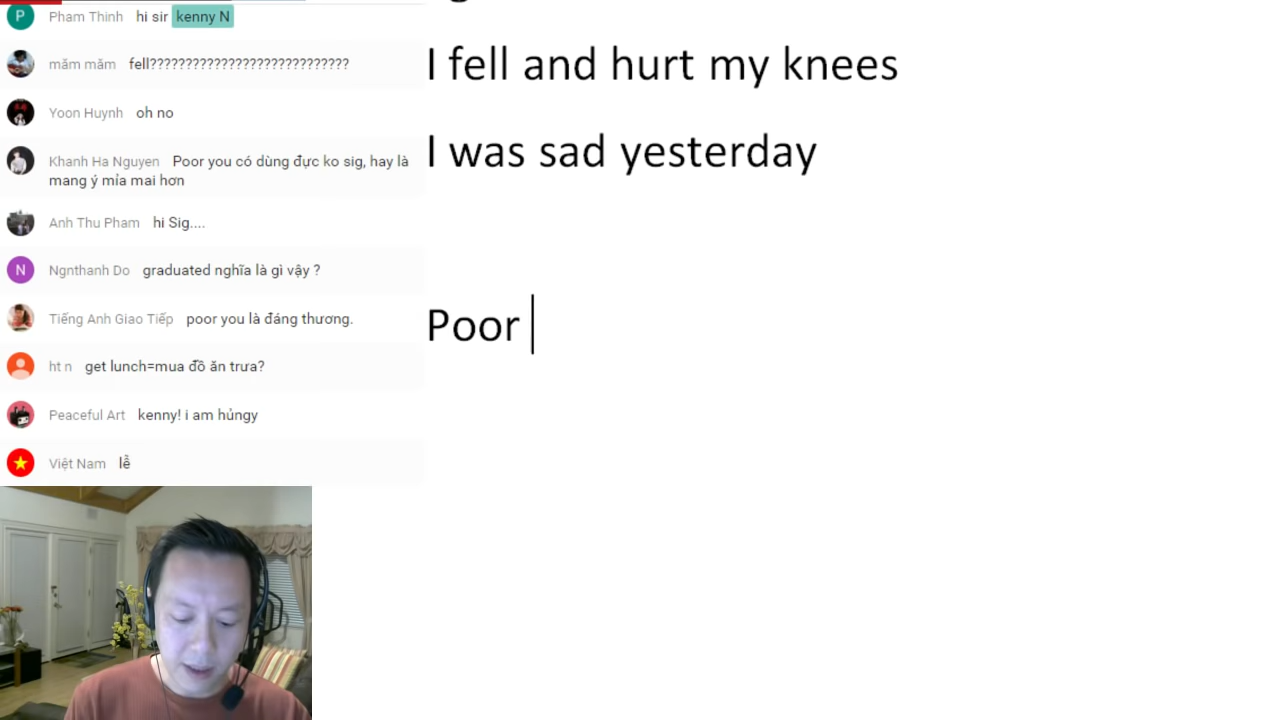 Pham Thinh hi sir kenny N
măm măm fell????????????????????????????
Yoon Huynh oh no
Khanh Ha Nguyen Poor you có dùng đực ko sig, hay là
mang ý mỉa mai hơn
Anh Thu Pham hi Sig....
N Ngnthanh Do graduated nghĩa là gì vậy ?
Tiếng Anh Giao Tiếp poor you là đáng thương.
ht n get lunch=mua đồ ăn trưa?
Peaceful Art kenny! i am hủngy
Việt Nam lễ
P
I fell and hurt my knees
I was sad yesterday
Poor